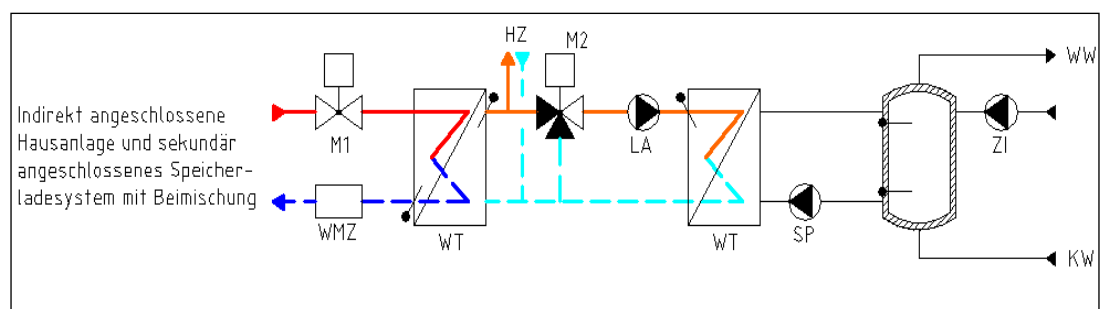 Indirekt angeschlossene
Hausanlage und sekundär
angeschlossenes Speicher-
ladesystem mit Beimischung
M1
WMZ
WT
HZ
M2
LA
WT
SP
ZI
WW
KW